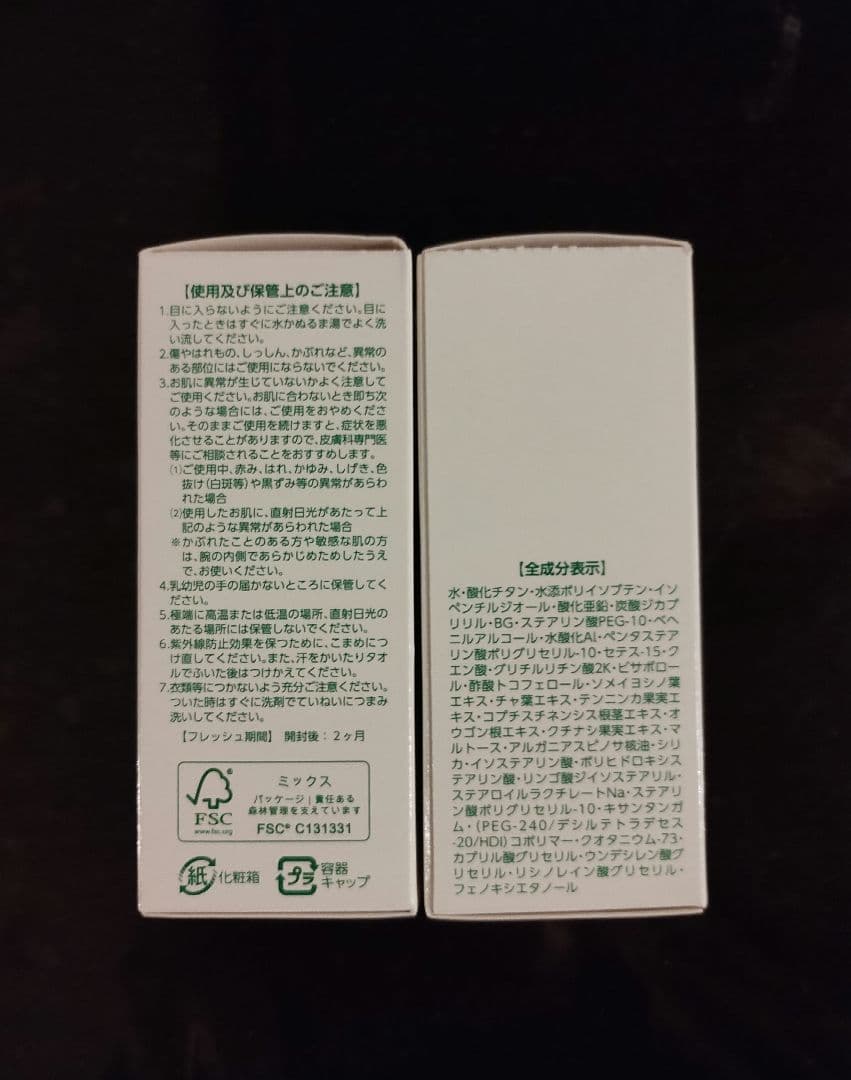 【使用及び保管上のご注意】
1.目に入らないようにご注意ください。目に
入ったときはすぐに水かぬるま湯でよく洗
い流してください。
2.傷やはれもの、しっしん、かぶれなど、異常の
ある部位にはご使用にならないでください。
3.お肌に異常が生じていないかよく注意して
ご使用ください。お肌に合わないとき即ち次
のような場合には、ご使用をおやめくださ
い。そのままご使用を続けますと、症状を悪
化させることがありますので、皮膚科専門医
等にご相談されることをおすすめします。
(1)ご使用中、赤み、はれ、かゆみ、しげき、色
抜け(白斑等)や黒ずみ等の異常があらわ
れた場合
(2)使用したお肌に、直射日光があたって上
記のような異常があらわれた場合
※かぶれたことのある方や敏感な肌の方
は、腕の内側であらかじめためしたうえ
で、お使いください。
4.乳幼児の手の届かないところに保管してく
ださい。
5.極端に高温または低温の場所、直射日光の
あたる場所には保管しないでください。
6.紫外線防止効果を保つために、こまめにつ
け直してください。また、汗をかいたりタオ
ルでふいた後はつけかえてください。
7.衣類等につかないよう充分ご注意ください。
ついた時はすぐに洗剤でていねいにつまみ
洗いしてください。
【フレッシュ期間】 開封後:2ヶ月
FSC
www.fsc.org
ミックス
パッケージ|責任ある
森林管理を支えています
FSC® C131331
紙 化粧箱
プラ 容器
キャップ
【全成分表示】
水・酸化チタン・水添ポリイソブテン・イソ
ペンチルジオール・酸化亜鉛・炭酸ジカプ
リリル・BG・ステアリン酸PEG-10・ベヘ
ニルアルコール・水酸化Al・ペンタステア
リン酸ポリグリセリル-10・セテス-15・ク
エン酸・グリチルリチン酸2K・ビサボロー
ル・酢酸トコフェロール・ソメイヨシノ葉
エキス・チャ葉エキス・テンニンカ果実エ
キス・コプチスチネンシス根茎エキス・オ
ウゴン根エキス・クチナシ果実エキス・マ
ルトース・アルガニアスピノサ核油・シリ
カ・イソステアリン酸・ポリヒドロキシス
テアリン酸・リンゴ酸ジイソステアリル・
ステアロイルラクチレートNa・ステアリ
ン酸ポリグリセリル-10・キサンタンガ
ム・(PEG-240/デシルテトラデセス
-20/HDI)コポリマー・クオタニウム-73・
カプリル酸グリセリル・ウンデシレン酸グ
リセリル・リシノレイン酸グリセリル・
フェノキシエタノール